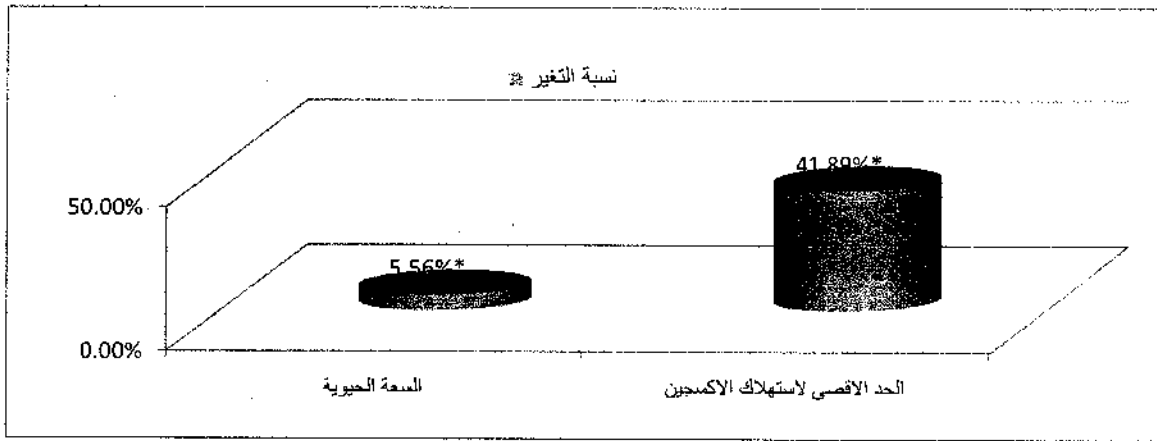 نسبة التغير %
41.89%*
50.00%
5.56%*
0.00%
السعة الحيوية
الحد الاقصى لاستهلاك الاكسجين